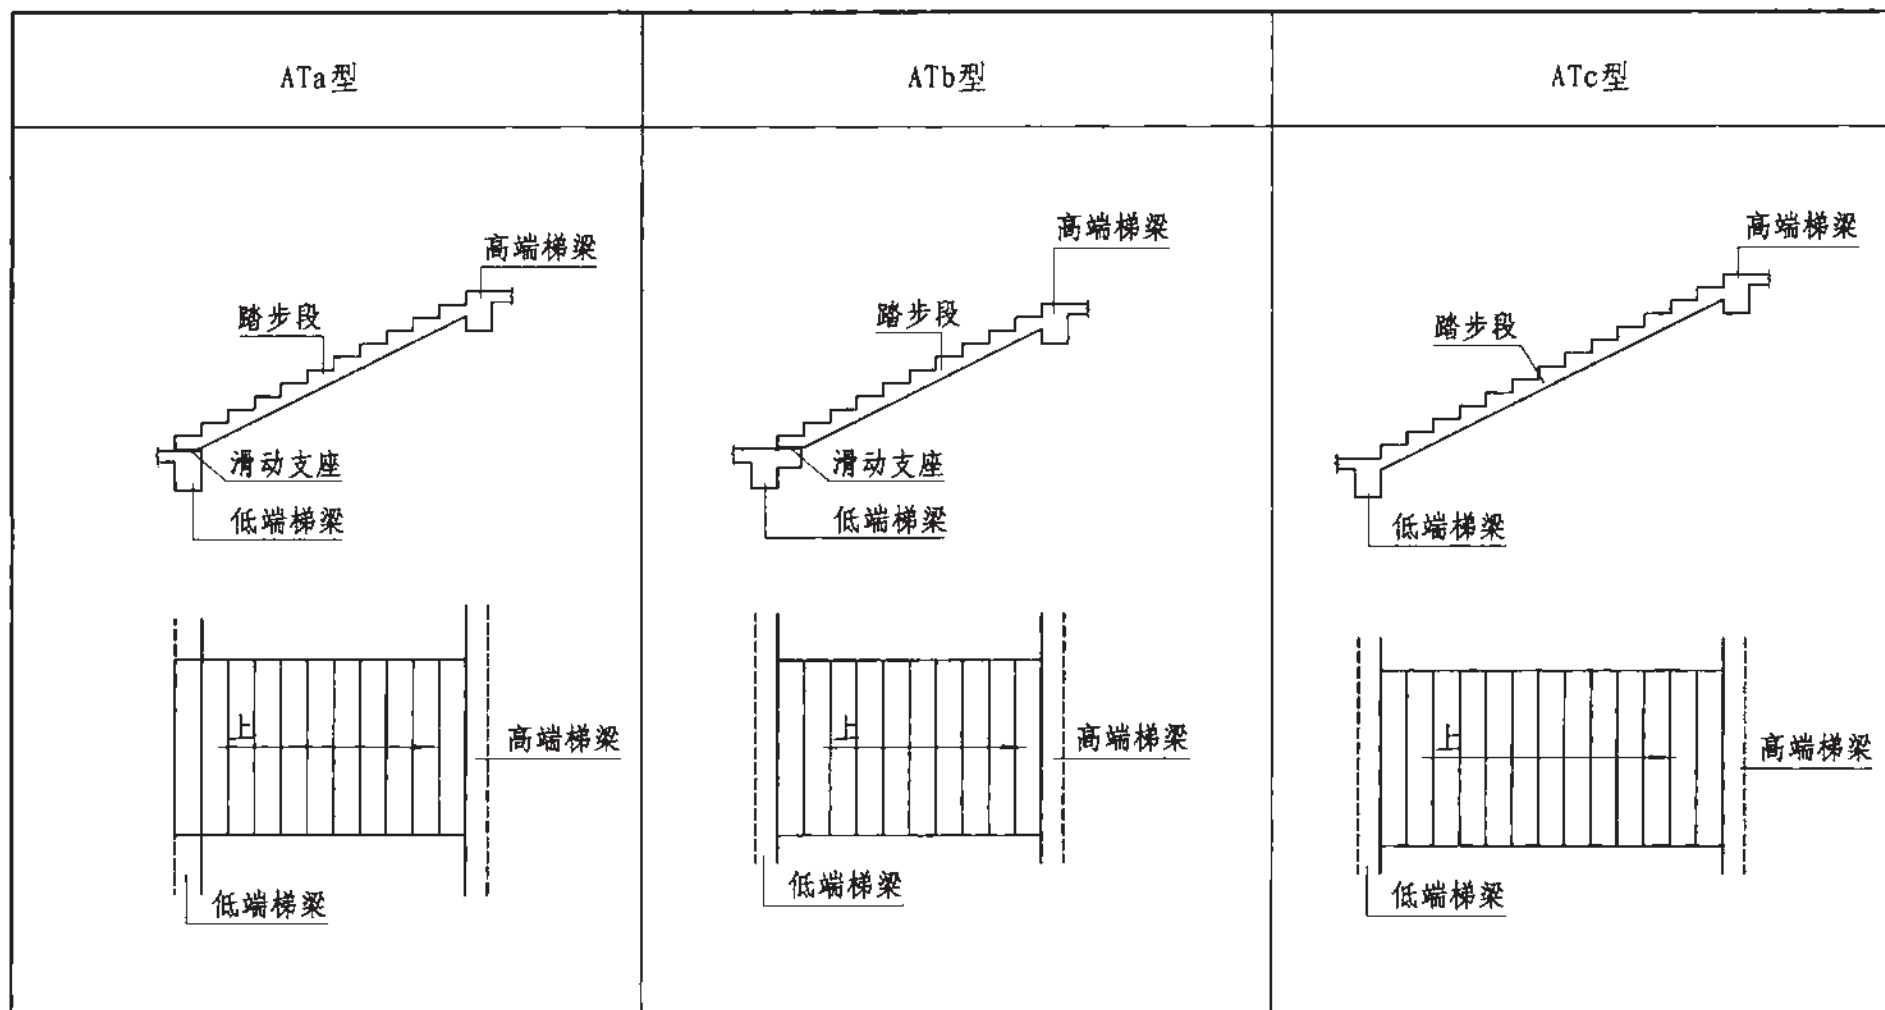 ATa型
ATb型
ATc型
高端梯梁
踏步段
滑动支座
低端梯梁
上
高端梯梁
低端梯梁
高端梯梁
踏步段
滑动支座
低端梯梁
上
高端梯梁
低端梯梁
高端梯梁
踏步段
低端梯梁
上
高端梯梁
低端梯梁